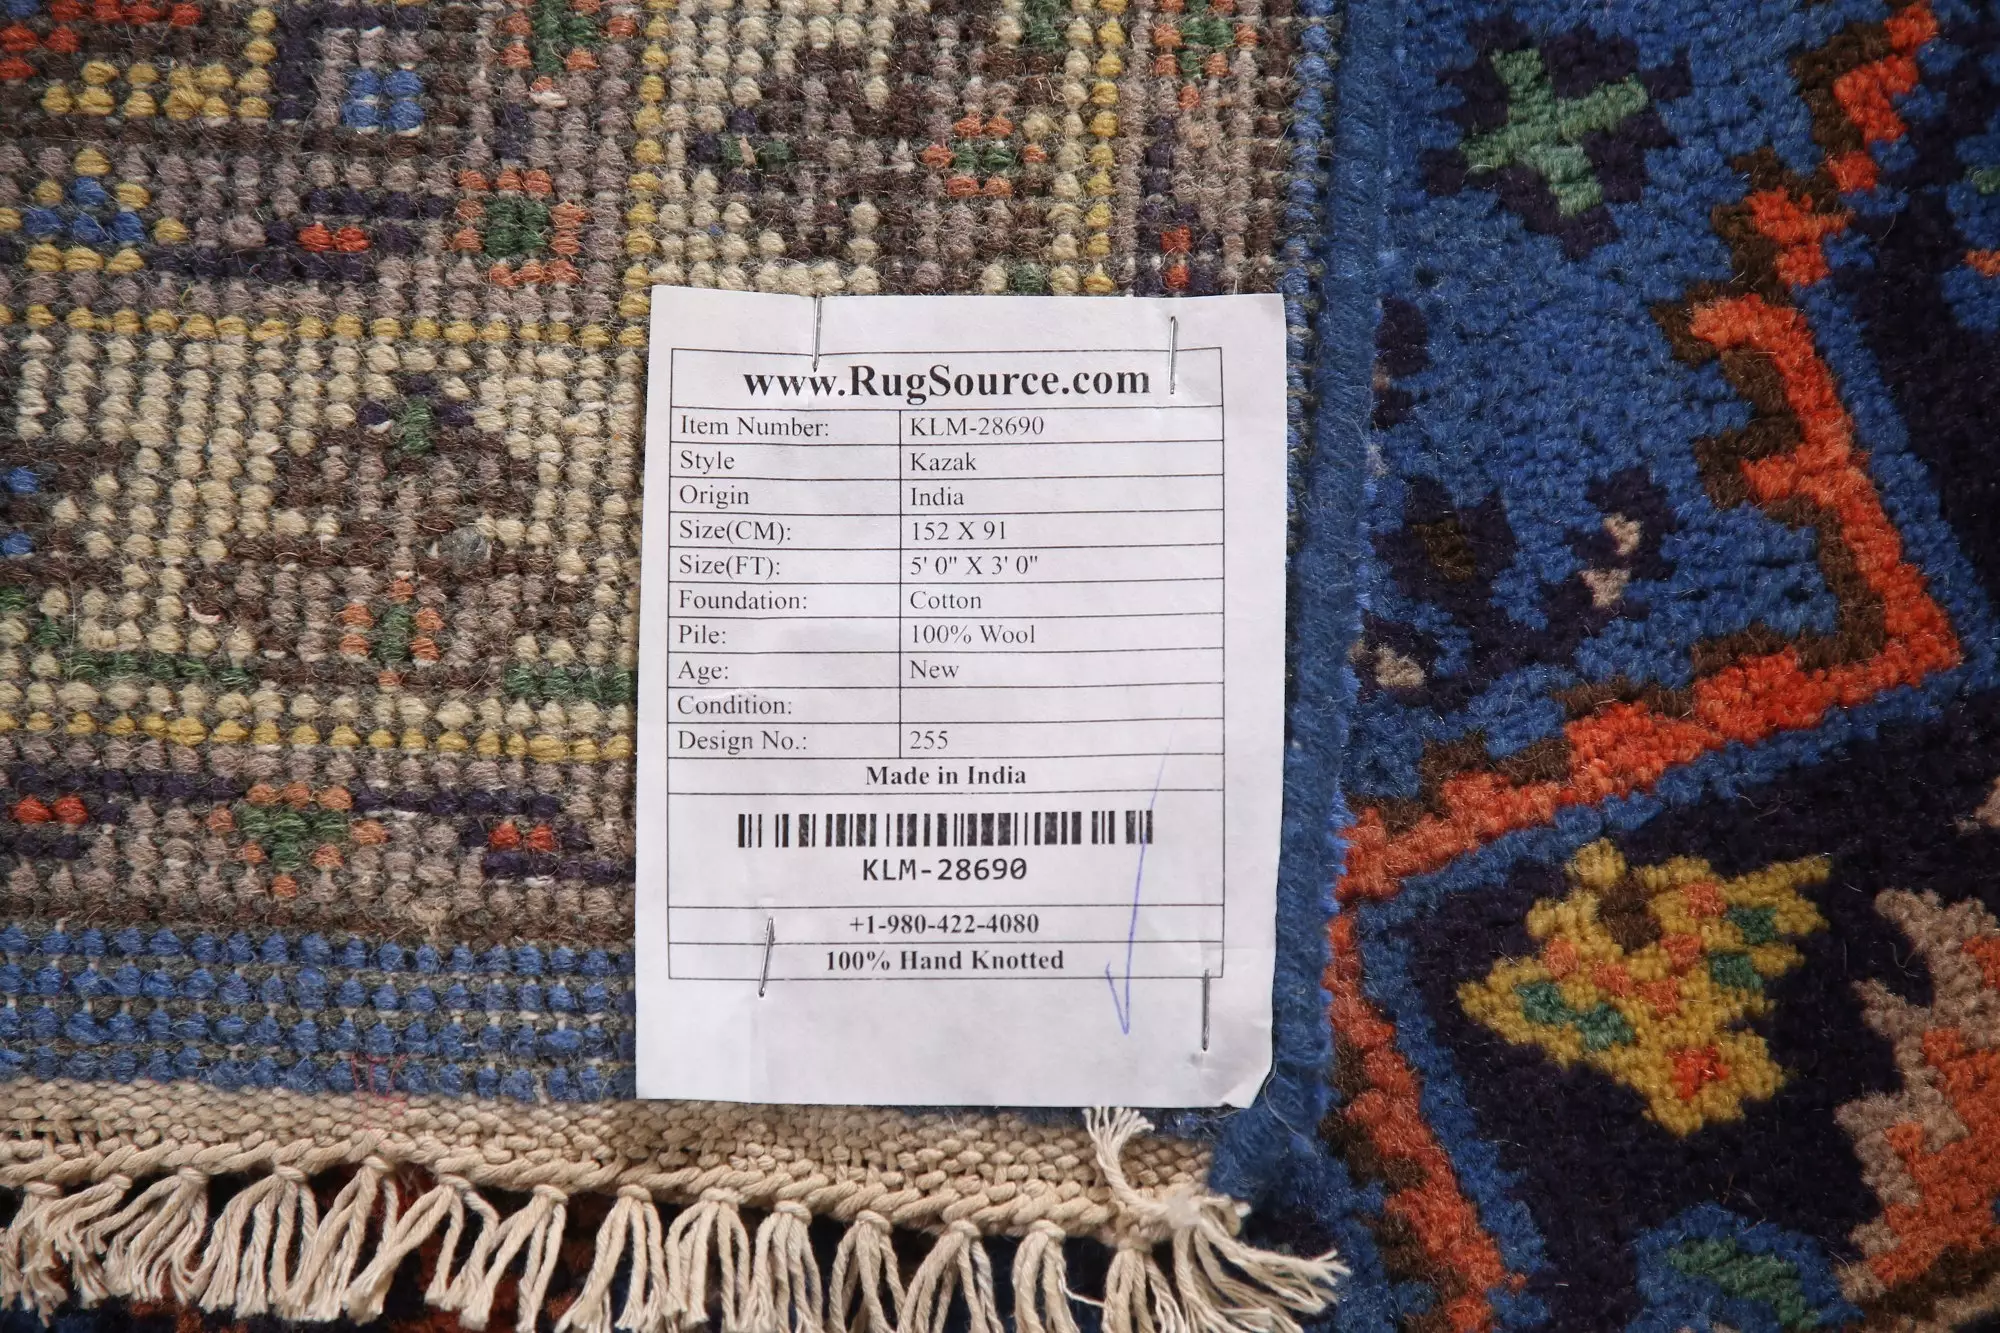 www.RugSource.com
Item Number: KLM-28690
Style Kazak
Origin India
Size(CM): 152 X 91
Size(FT): 5' 0" X 3' 0"
Foundation: Cotton
Pile: 100% Wool
Age: New
Condition:
Design No.: 255
Made in India
KLM-28690
+1-980-422-4080
100% Hand Knotted